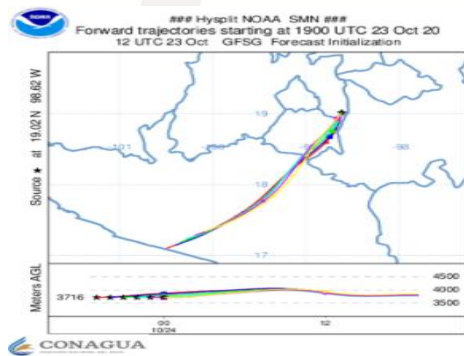 NOAA
### Hysplit NOAA SMN ###
Forward trajectories starting at 1900 UTC 23 Oct 20
12 UTC 23 Oct GFSG Forecast Initialization
Source ★ at 19.02 N 98.62 W
19
-101
-98
18
17
Meters AGL
4500
4000
3716
3500
00
12
10/24
CONAGUA